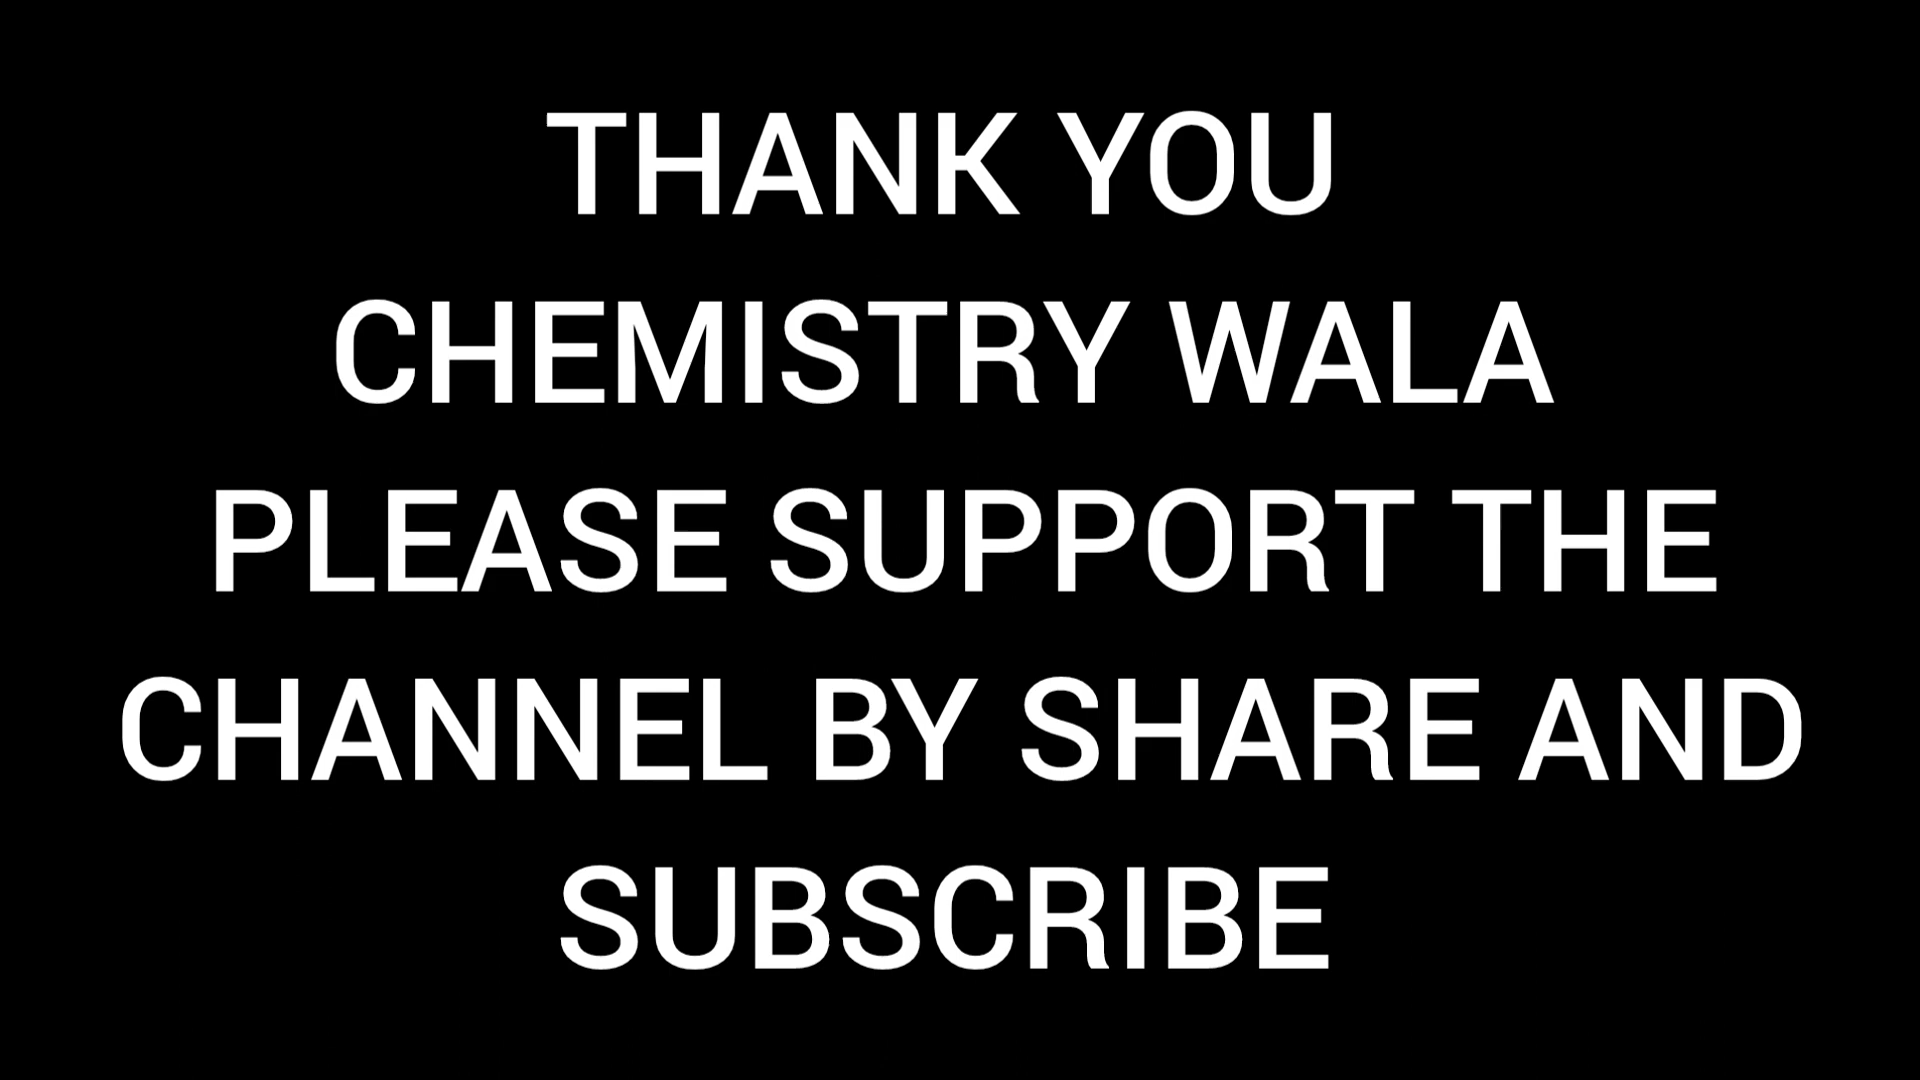 THANK YOU
CHEMISTRY WALA
PLEASE SUPPORT THE
CHANNEL BY SHARE AND
SUBSCRIBE